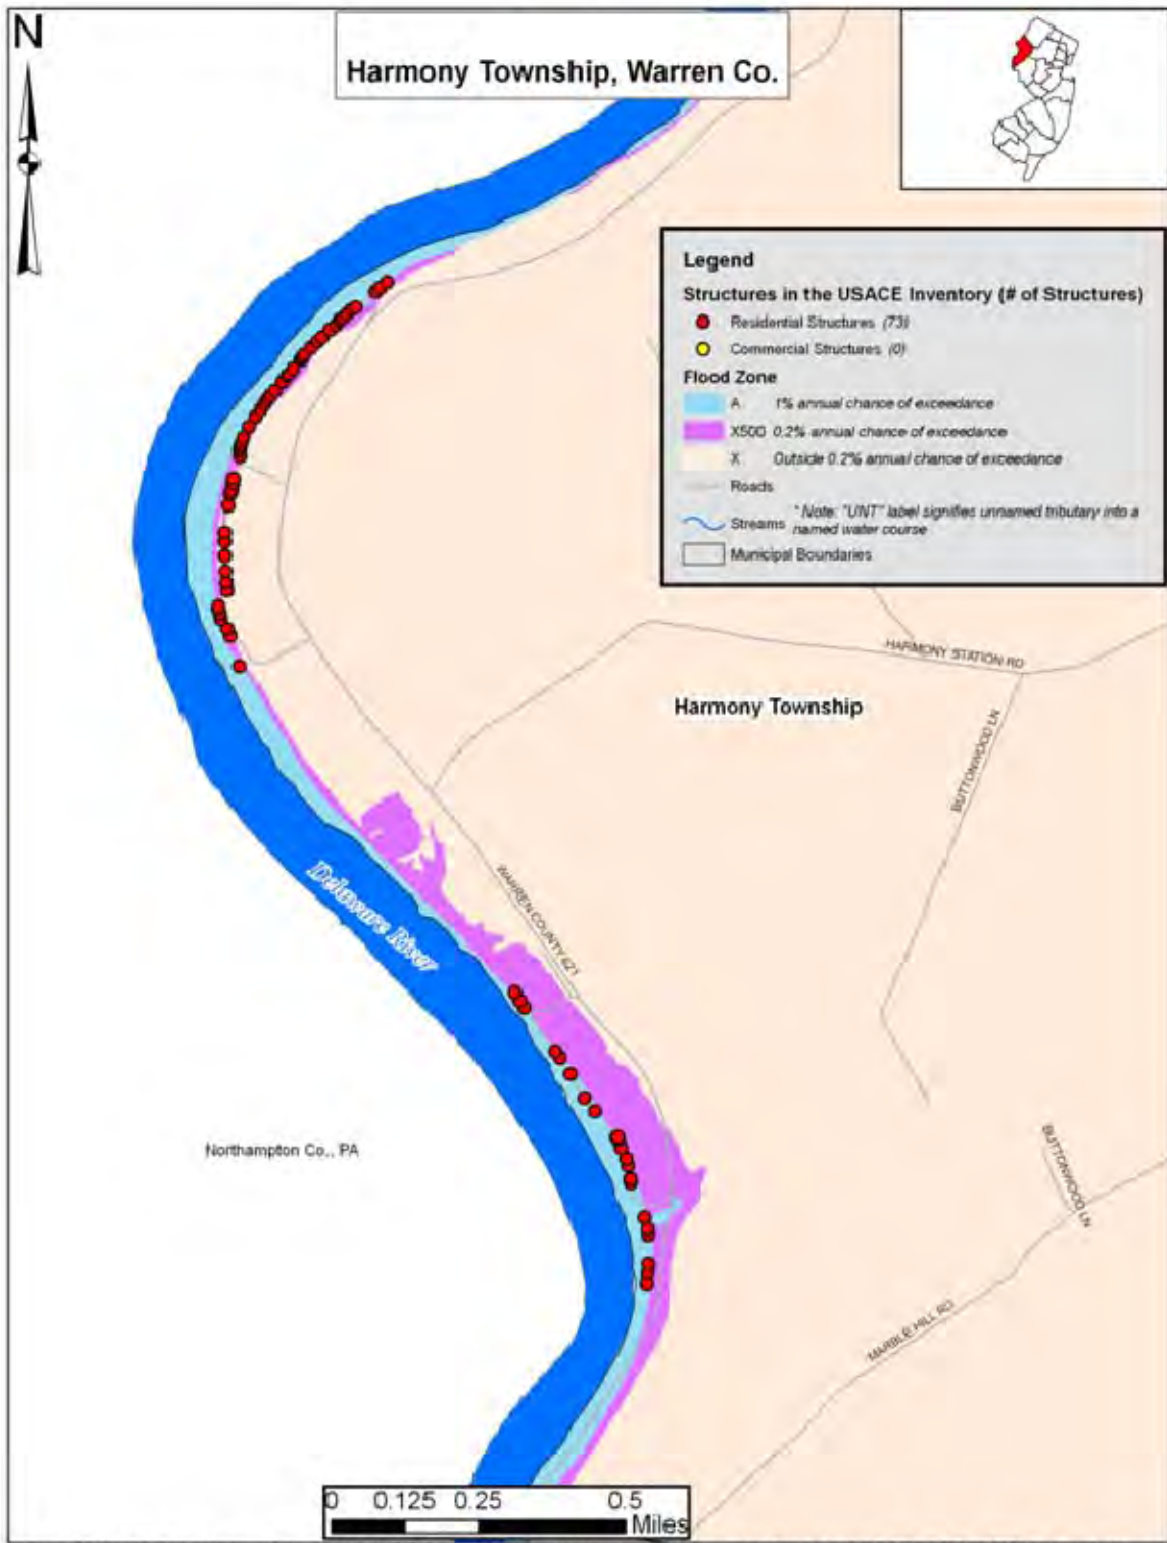 N
Harmony Township, Warren Co.
Legend
Structures in the USACE Inventory (# of Structures)
Residential Structures (73)
Commercial Structures (0)
Flood Zone
A 1% annual chance of exceedance
X500 0.2% annual chance of exceedance
X Outside 0.2% annual chance of exceedance
Roads
Streams * Note: "UNT" label signifies unnamed tributary into a
named water course
Municipal Boundaries
HARMONY STATION RD
Harmony Township
BUTTONWOOD LN
WARREN COUNTY 621
Delaware River
Northampton Co., PA
BUTTONWOOD LN
MARBLE HILL RD
0 0.125 0.25 0.5
Miles